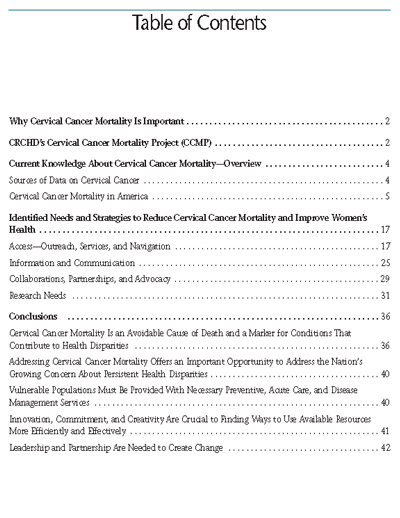 Table of Contents
Why Cervical Cancer Mortality Is Important . . . . . . . . . . . . . . . . . . . . . . . . . . . . . . . . . . . . . . . . 2
CRCHD's Cervical Cancer Mortality Project (CCMP) . . . . . . . . . . . . . . . . . . . . . . . . . . . . . . . . . . 2
Current Knowledge About Cervical Cancer Mortality—Overview . . . . . . . . . . . . . . . . . . . . . . . . 4
Sources of Data on Cervical Cancer . . . . . . . . . . . . . . . . . . . . . . . . . . . . . . . . . . . . . . . . . . . . . . . . 4
Cervical Cancer Mortality in America . . . . . . . . . . . . . . . . . . . . . . . . . . . . . . . . . . . . . . . . . . . . . . 5
Identified Needs and Strategies to Reduce Cervical Cancer Mortality and Improve Women's
Health . . . . . . . . . . . . . . . . . . . . . . . . . . . . . . . . . . . . . . . . . . . . . . . . . . . . . . . . . . . . . . . . . . . 17
Access—Outreach, Services, and Navigation . . . . . . . . . . . . . . . . . . . . . . . . . . . . . . . . . . . . . . . . 17
Information and Communication . . . . . . . . . . . . . . . . . . . . . . . . . . . . . . . . . . . . . . . . . . . . . . . . 25
Collaborations, Partnerships, and Advocacy . . . . . . . . . . . . . . . . . . . . . . . . . . . . . . . . . . . . . . . . . 29
Research Needs . . . . . . . . . . . . . . . . . . . . . . . . . . . . . . . . . . . . . . . . . . . . . . . . . . . . . . . . . . . . . 31
Conclusions . . . . . . . . . . . . . . . . . . . . . . . . . . . . . . . . . . . . . . . . . . . . . . . . . . . . . . . . . . . . . . 36
Cervical Cancer Mortality Is an Avoidable Cause of Death and a Marker for Conditions That
Contribute to Health Disparities . . . . . . . . . . . . . . . . . . . . . . . . . . . . . . . . . . . . . . . . . . . . . . . . . 36
Addressing Cervical Cancer Mortality Offers an Important Opportunity to Address the Nation's
Growing Concern About Persistent Health Disparities . . . . . . . . . . . . . . . . . . . . . . . . . . . . . . . . . 40
Vulnerable Populations Must Be Provided With Necessary Preventive, Acute Care, and Disease
Management Services . . . . . . . . . . . . . . . . . . . . . . . . . . . . . . . . . . . . . . . . . . . . . . . . . . . . . . . . 40
Innovation, Commitment, and Creativity Are Crucial to Finding Ways to Use Available Resources
More Efficiently and Effectively . . . . . . . . . . . . . . . . . . . . . . . . . . . . . . . . . . . . . . . . . . . . . . . . . 41
Leadership and Partnership Are Needed to Create Change . . . . . . . . . . . . . . . . . . . . . . . . . . . . . . 42